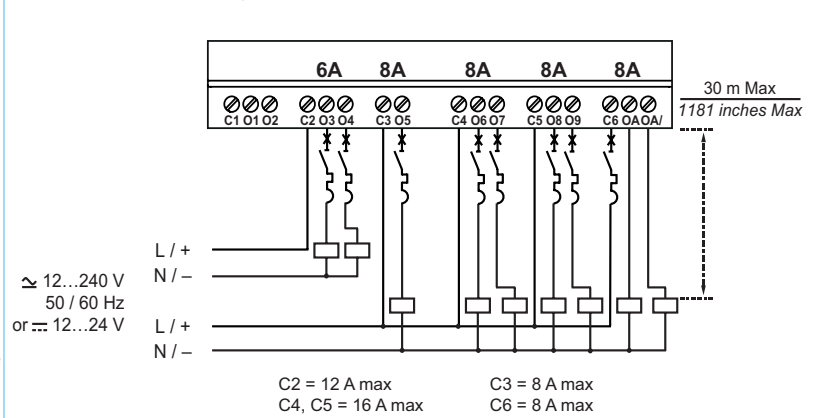 6A 8A 8A 8A 8A
C1 O1 O2 C2 O3 O4 C3 O5 C4 O6 O7 C5 O8 O9 C6 OA OA/
30 m Max
1181 inches Max
L / +
N / –
≃ 12...240 V
50 / 60 Hz
or ⎓ 12...24 V
L / +
N / –
C2 = 12 A max
C4, C5 = 16 A max
C3 = 8 A max
C6 = 8 A max